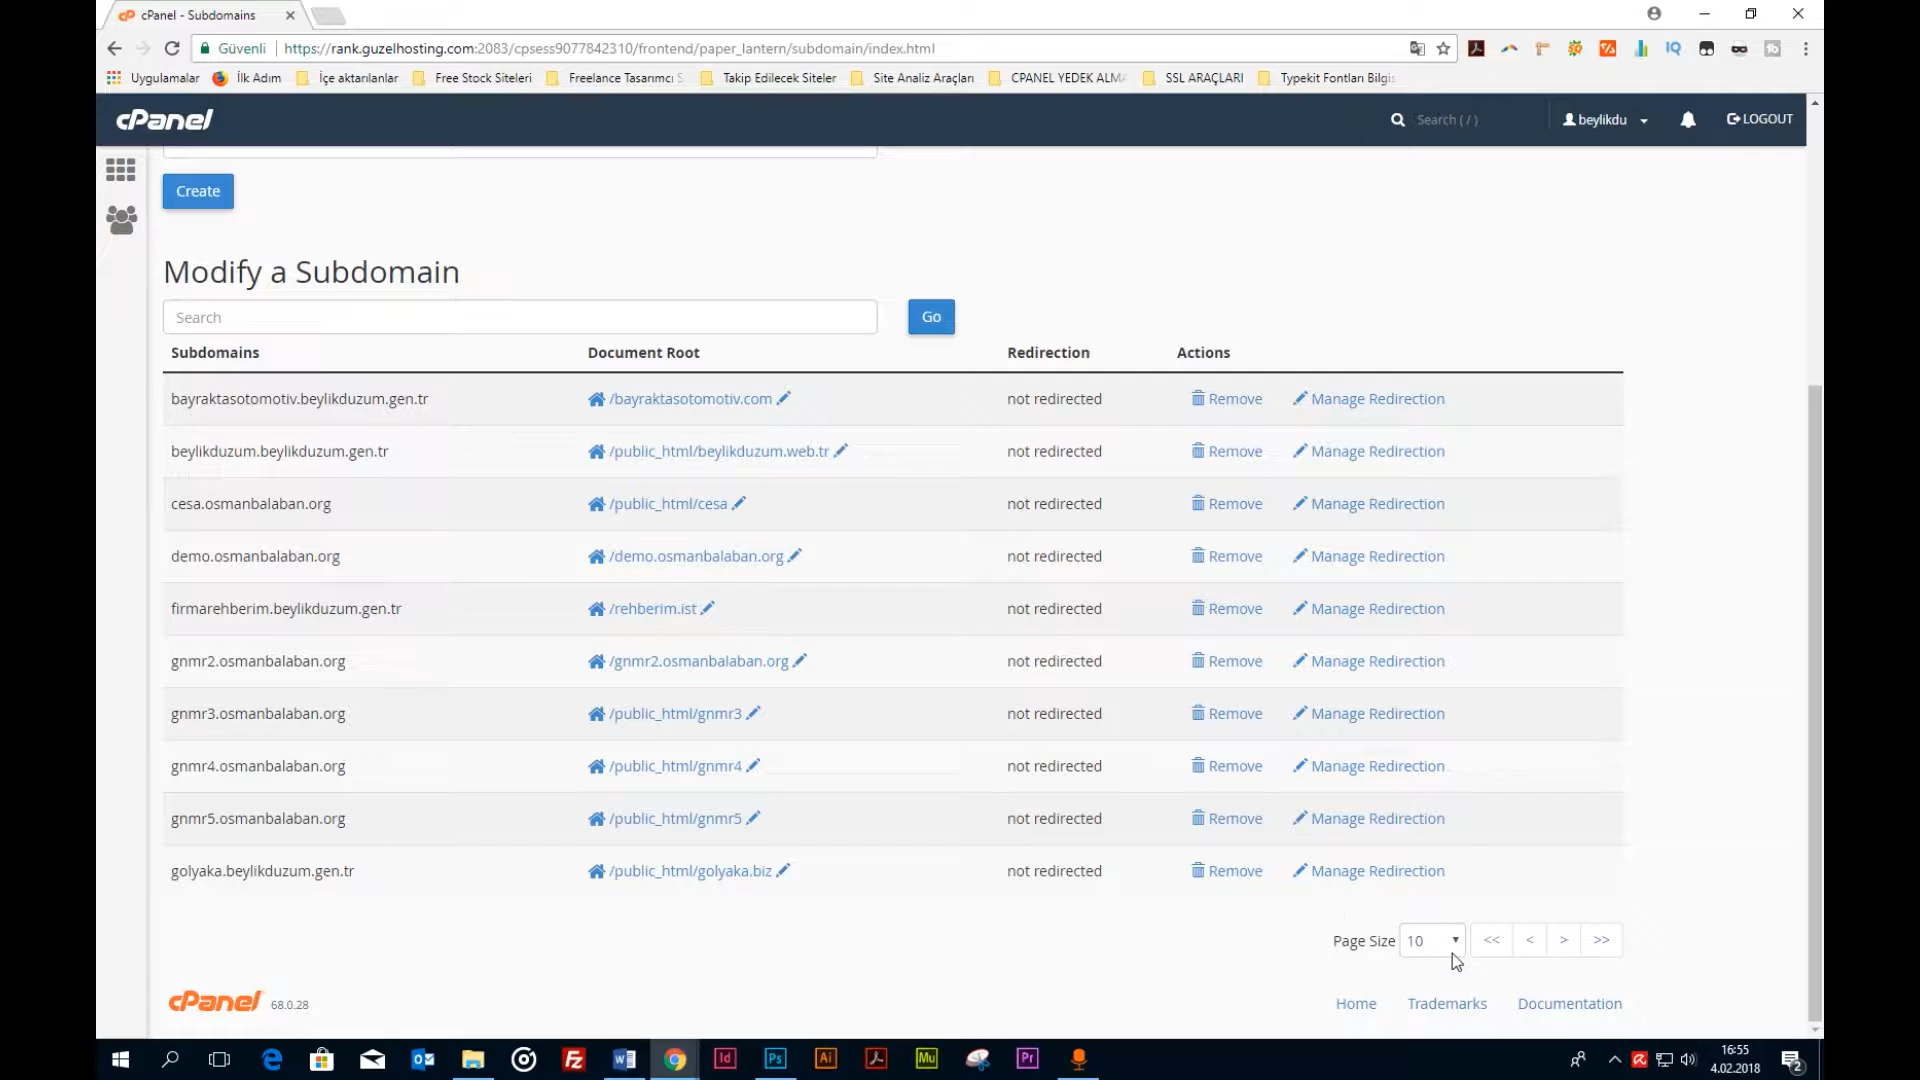 cPanel - Subdomains
Güvenli https://rank.guzelhosting.com:2083/cpsess9077842310/frontend/paper_lantern/subdomain/index.html
Uygulamalar İlk Adım İçe aktarılanlar Free Stock Siteleri Freelance Tasarımcı S Takip Edilecek Siteler Site Analiz Araçları CPANEL YEDEK ALMA SSL ARAÇLARI Typekit Fontları Bilgis
cPanel Search ( / ) beylikdu LOGOUT
Create
Modify a Subdomain
Search Go
Subdomains Document Root Redirection Actions
bayraktasotomotiv.beylikduzum.gen.tr /bayraktasotomotiv.com not redirected Remove Manage Redirection
beylikduzum.beylikduzum.gen.tr /public_html/beylikduzum.web.tr not redirected Remove Manage Redirection
cesa.osmanbalaban.org /public_html/cesa not redirected Remove Manage Redirection
demo.osmanbalaban.org /demo.osmanbalaban.org not redirected Remove Manage Redirection
firmarehberim.beylikduzum.gen.tr /rehberim.ist not redirected Remove Manage Redirection
gnmr2.osmanbalaban.org /gnmr2.osmanbalaban.org not redirected Remove Manage Redirection
gnmr3.osmanbalaban.org /public_html/gnmr3 not redirected Remove Manage Redirection
gnmr4.osmanbalaban.org /public_html/gnmr4 not redirected Remove Manage Redirection
gnmr5.osmanbalaban.org /public_html/gnmr5 not redirected Remove Manage Redirection
golyaka.beylikduzum.gen.tr /public_html/golyaka.biz not redirected Remove Manage Redirection
Page Size 10 << < > >>
cPanel 68.0.28 Home Trademarks Documentation
16:55
4.02.2018
2